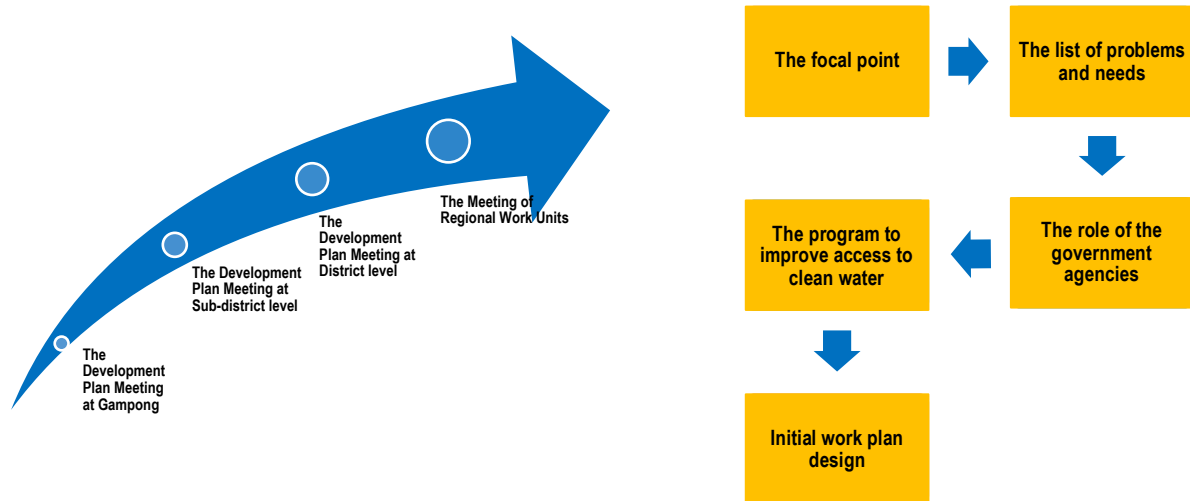 The
Development
Plan Meeting
at Gampong
The Development
Plan Meeting at
Sub-district level
The
Development
Plan Meeting at
District level
The Meeting of
Regional Work Units
The focal point
The list of problems
and needs
The role of the
government
agencies
The program to
improve access to
clean water
Initial work plan
design